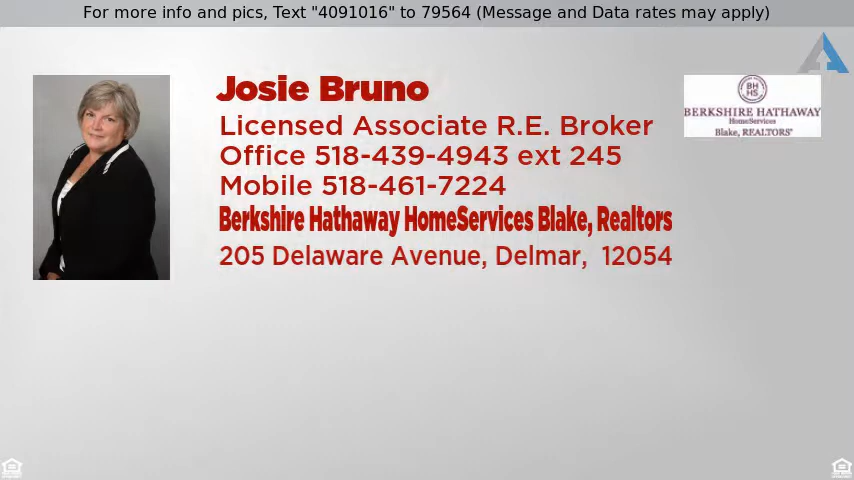 For more info and pics, Text "4091016" to 79564 (Message and Data rates may apply)
Josie Bruno
Licensed Associate R.E. Broker
Office 518-439-4943 ext 245
Mobile 518-461-7224
Berkshire Hathaway HomeServices Blake, Realtors
205 Delaware Avenue, Delmar, 12054
BH
HS
BERKSHIRE HATHAWAY
HomeServices
Blake, REALTORS®